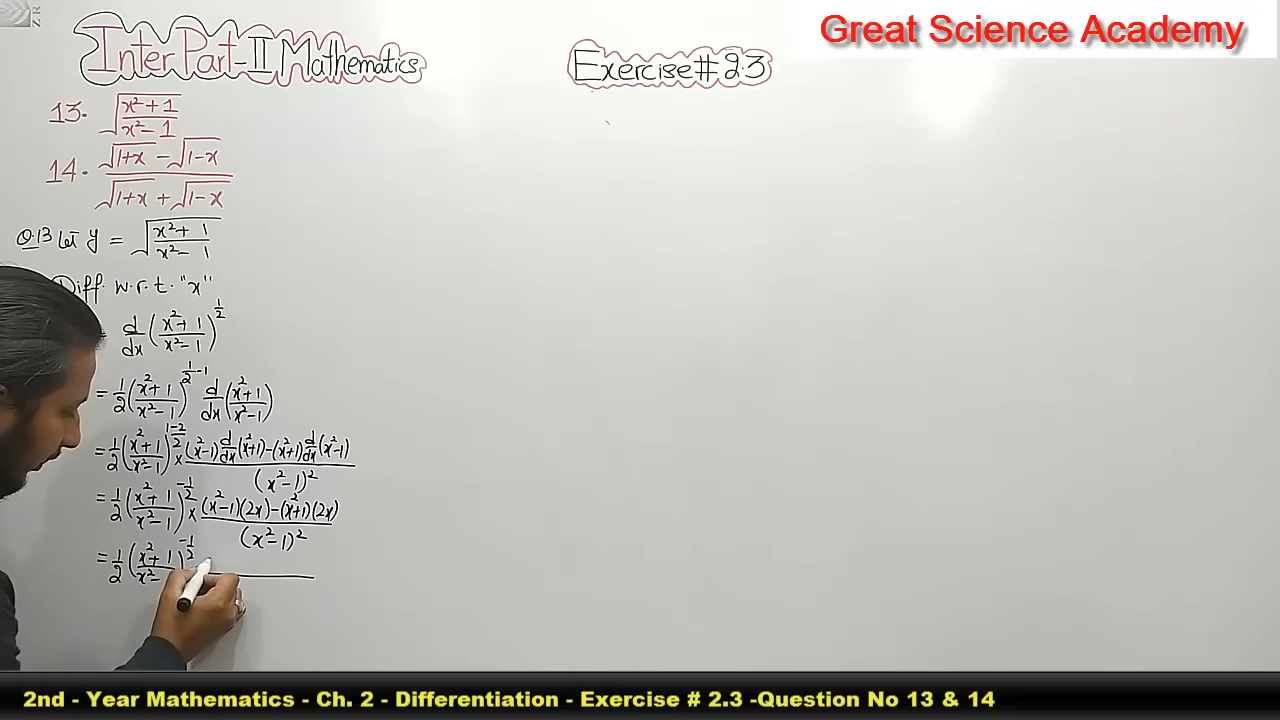 Great Science Academy
Inter Part-II Mathematics
Exercise # 2.3
13. √((x²+1)/(x²-1))
14. (√(1+x) - √(1-x))/(√(1+x) + √(1-x))
Q.13 Let y = √((x²+1)/(x²-1))
Diff. w.r.t. "x"
= d/dx ((x²+1)/(x²-1))^(1/2)
= 1/2 ((x²+1)/(x²-1))^(1/2-1) d/dx ((x²+1)/(x²-1))
= 1/2 ((x²+1)/(x²-1))^((1-2)/2) × ((x²-1) d/dx (x²+1) - (x²+1) d/dx (x²-1))/(x²-1)²
= 1/2 ((x²+1)/(x²-1))^(-1/2) × ((x²-1)(2x) - (x²+1)(2x))/(x²-1)²
= 1/2 ((x²+1)/(x²-))^(-1/2)
2nd - Year Mathematics - Ch. 2 - Differentiation - Exercise # 2.3 -Question No 13 & 14